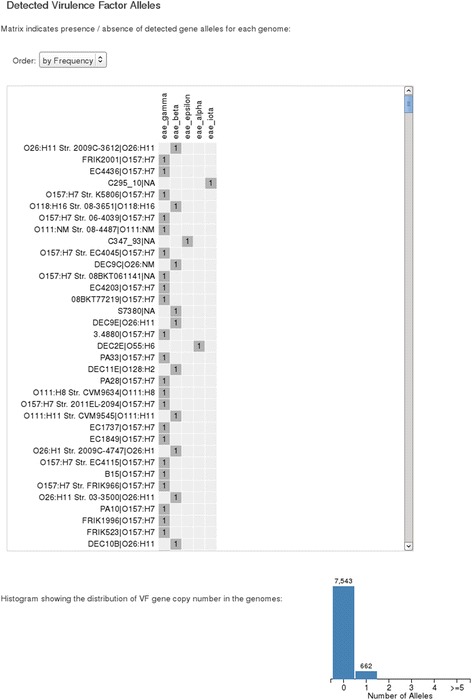 Detected Virulence Factor Alleles
Matrix indicates presence / absence of detected gene alleles for each genome:
Order: by Frequency
eae_gamma
eae_beta
eae_epsilon
eae_alpha
eae_iota
O26:H11 Str. 2009C-3612|O26:H11 1
FRIK2001|O157:H7 1
EC4436|O157:H7 1
C295_10|NA 1
O157:H7 Str. K5806|O157:H7 1
O118:H16 Str. 08-3651|O118:H16 1
O157:H7 Str. 06-4039|O157:H7 1
O111:NM Str. 08-4487|O111:NM 1
C347_93|NA 1
O157:H7 Str. EC4045|O157:H7 1
DEC9C|O26:NM 1
O157:H7 Str. 08BKT061141|NA 1
EC4203|O157:H7 1
08BKT77219|O157:H7 1
S7380|NA 1
DEC9E|O26:H11 1
3.4880|O157:H7 1
DEC2E|O55:H6 1
PA33|O157:H7 1
DEC11E|O128:H2 1
PA28|O157:H7 1
O111:H8 Str. CVM9634|O111:H8 1
O157:H7 Str. 2011EL-2094|O157:H7 1
O111:H11 Str. CVM9545|O111:H11 1
EC1737|O157:H7 1
EC1849|O157:H7 1
O26:H1 Str. 2009C-4747|O26:H1 1
O157:H7 Str. EC4115|O157:H7 1
B15|O157:H7 1
O157:H7 Str. FRIK966|O157:H7 1
O26:H11 Str. 03-3500|O26:H11 1
PA10|O157:H7 1
FRIK1996|O157:H7 1
FRIK523|O157:H7 1
DEC10B|O26:H11 1
Histogram showing the distribution of VF gene copy number in the genomes:
7,543
662
0 1 2 3 4 >=5
Number of Alleles